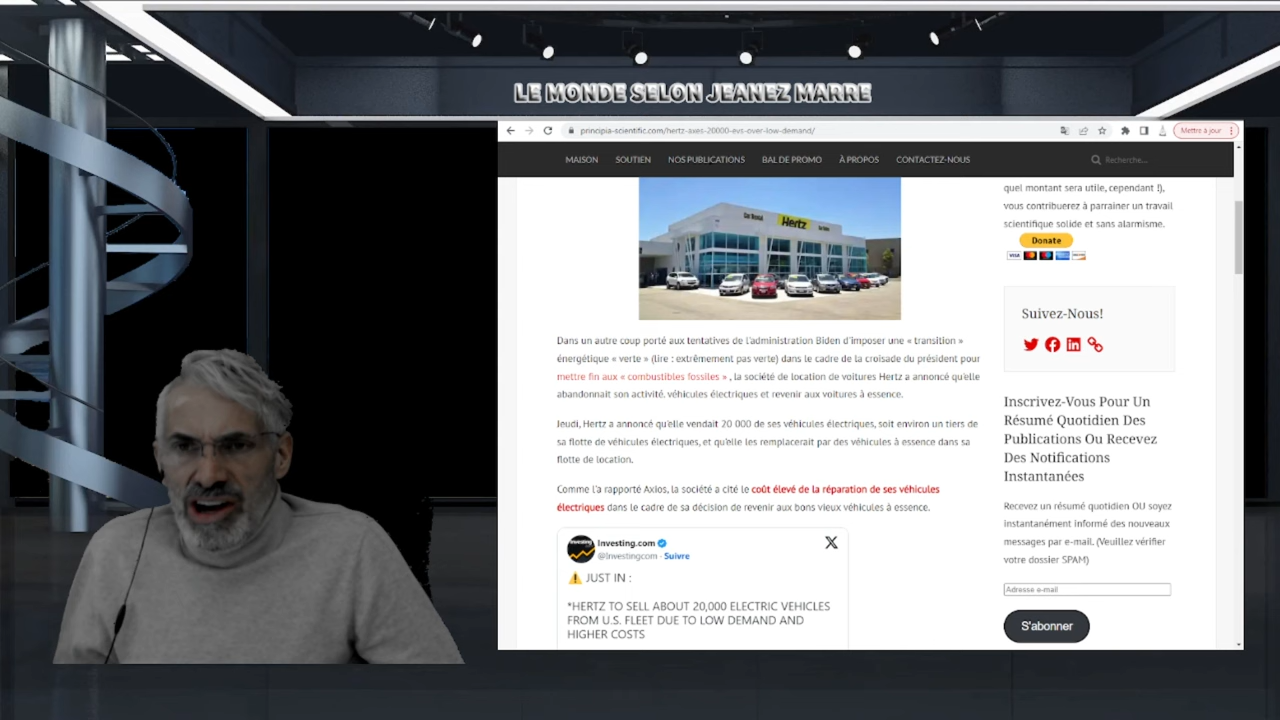 LE MONDE SELON JEANEZ MARRE
principia-scientific.com/hertz-axes-20000-evs-over-low-demand/
Mettre à jour
MAISON SOUTIEN NOS PUBLICATIONS BAL DE PROMO À PROPOS CONTACTEZ-NOUS
Recherche...
Car Rental Hertz
Dans un autre coup porté aux tentatives de l'administration Biden d'imposer une « transition »
énergétique « verte » (lire : extrêmement pas verte) dans le cadre de la croisade du président pour
mettre fin aux « combustibles fossiles » , la société de location de voitures Hertz a annoncé qu'elle
abandonnait son activité. véhicules électriques et revenir aux voitures à essence.
Jeudi, Hertz a annoncé qu'elle vendait 20 000 de ses véhicules électriques, soit environ un tiers de
sa flotte de véhicules électriques, et qu'elle les remplacerait par des véhicules à essence dans sa
flotte de location.
Comme l'a rapporté Axios, la société a cité le coût élevé de la réparation de ses véhicules
électriques dans le cadre de sa décision de revenir aux bons vieux véhicules à essence.
Investing.com
@Investingcom · Suivre
JUST IN :
*HERTZ TO SELL ABOUT 20,000 ELECTRIC VEHICLES
FROM U.S. FLEET DUE TO LOW DEMAND AND
HIGHER COSTS
quel montant sera utile, cependant !),
vous contribuerez à parrainer un travail
scientifique solide et sans alarmisme.
Donate
VISA
Suivez-Nous!
Inscrivez-Vous Pour Un
Résumé Quotidien Des
Publications Ou Recevez
Des Notifications
Instantanées
Recevez un résumé quotidien OU soyez
instantanément informé des nouveaux
messages par e-mail. (Veuillez vérifier
votre dossier SPAM)
Adresse e-mail
S'abonner